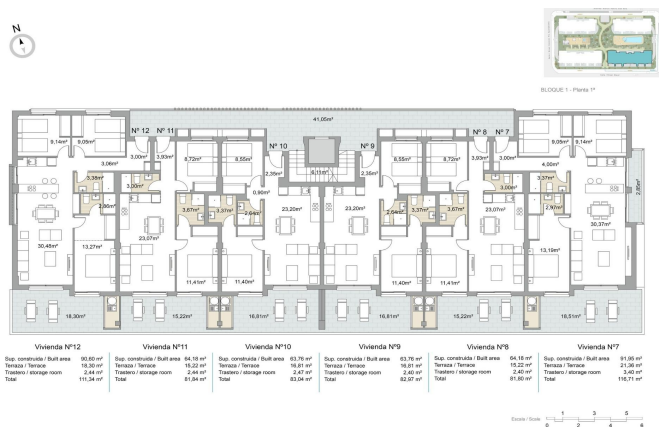 N
BLOQUE 1 - Planta 1ª
41,05m²
9,14m²
9,05m²
Nº 12
Nº 11
3,00m²
3,93m²
8,72m²
8,55m²
Nº 10
2,35m²
6,11m²
Nº 9
2,35m²
8,55m²
8,72m²
Nº 8
Nº 7
3,93m²
3,00m²
9,05m²
9,14m²
3,06m²
4,00m²
2,85m²
3,38m²
3,00m²
0,90m²
3,00m²
3,37m²
2,86m²
3,67m²
3,37m²
2,64m²
23,20m²
23,20m²
2,64m²
3,37m²
3,67m²
23,07m²
2,97m²
30,37m²
30,48m²
23,07m²
13,27m²
13,19m²
11,41m²
11,40m²
11,40m²
11,41m²
18,30m²
15,22m²
16,81m²
16,81m²
15,22m²
18,51m²
Vivienda Nº12
Sup. construida / Built area 90,60 m²
Terraza / Terrace 18,30 m²
Trastero / storage room 2,44 m²
Total 111,34 m²
Vivienda Nº11
Sup. construida / Built area 64,18 m²
Terraza / Terrace 15,22 m²
Trastero / storage room 2,44 m²
Total 81,84 m²
Vivienda Nº10
Sup. construida / Built area 63,76 m²
Terraza / Terrace 16,81 m²
Trastero / storage room 2,47 m²
Total 83,04 m²
Vivienda Nº9
Sup. construida / Built area 63,76 m²
Terraza / Terrace 16,81 m²
Trastero / storage room 2,40 m²
Total 82,97 m²
Vivienda Nº8
Sup. construida / Built area 64,18 m²
Terraza / Terrace 15,22 m²
Trastero / storage room 2,40 m²
Total 81,80 m²
Vivienda Nº7
Sup. construida / Built area 91,95 m²
Terraza / Terrace 21,36 m²
Trastero / storage room 3,40 m²
Total 116,71 m²
Escala / Scale
1 3 5
0 2 4 6